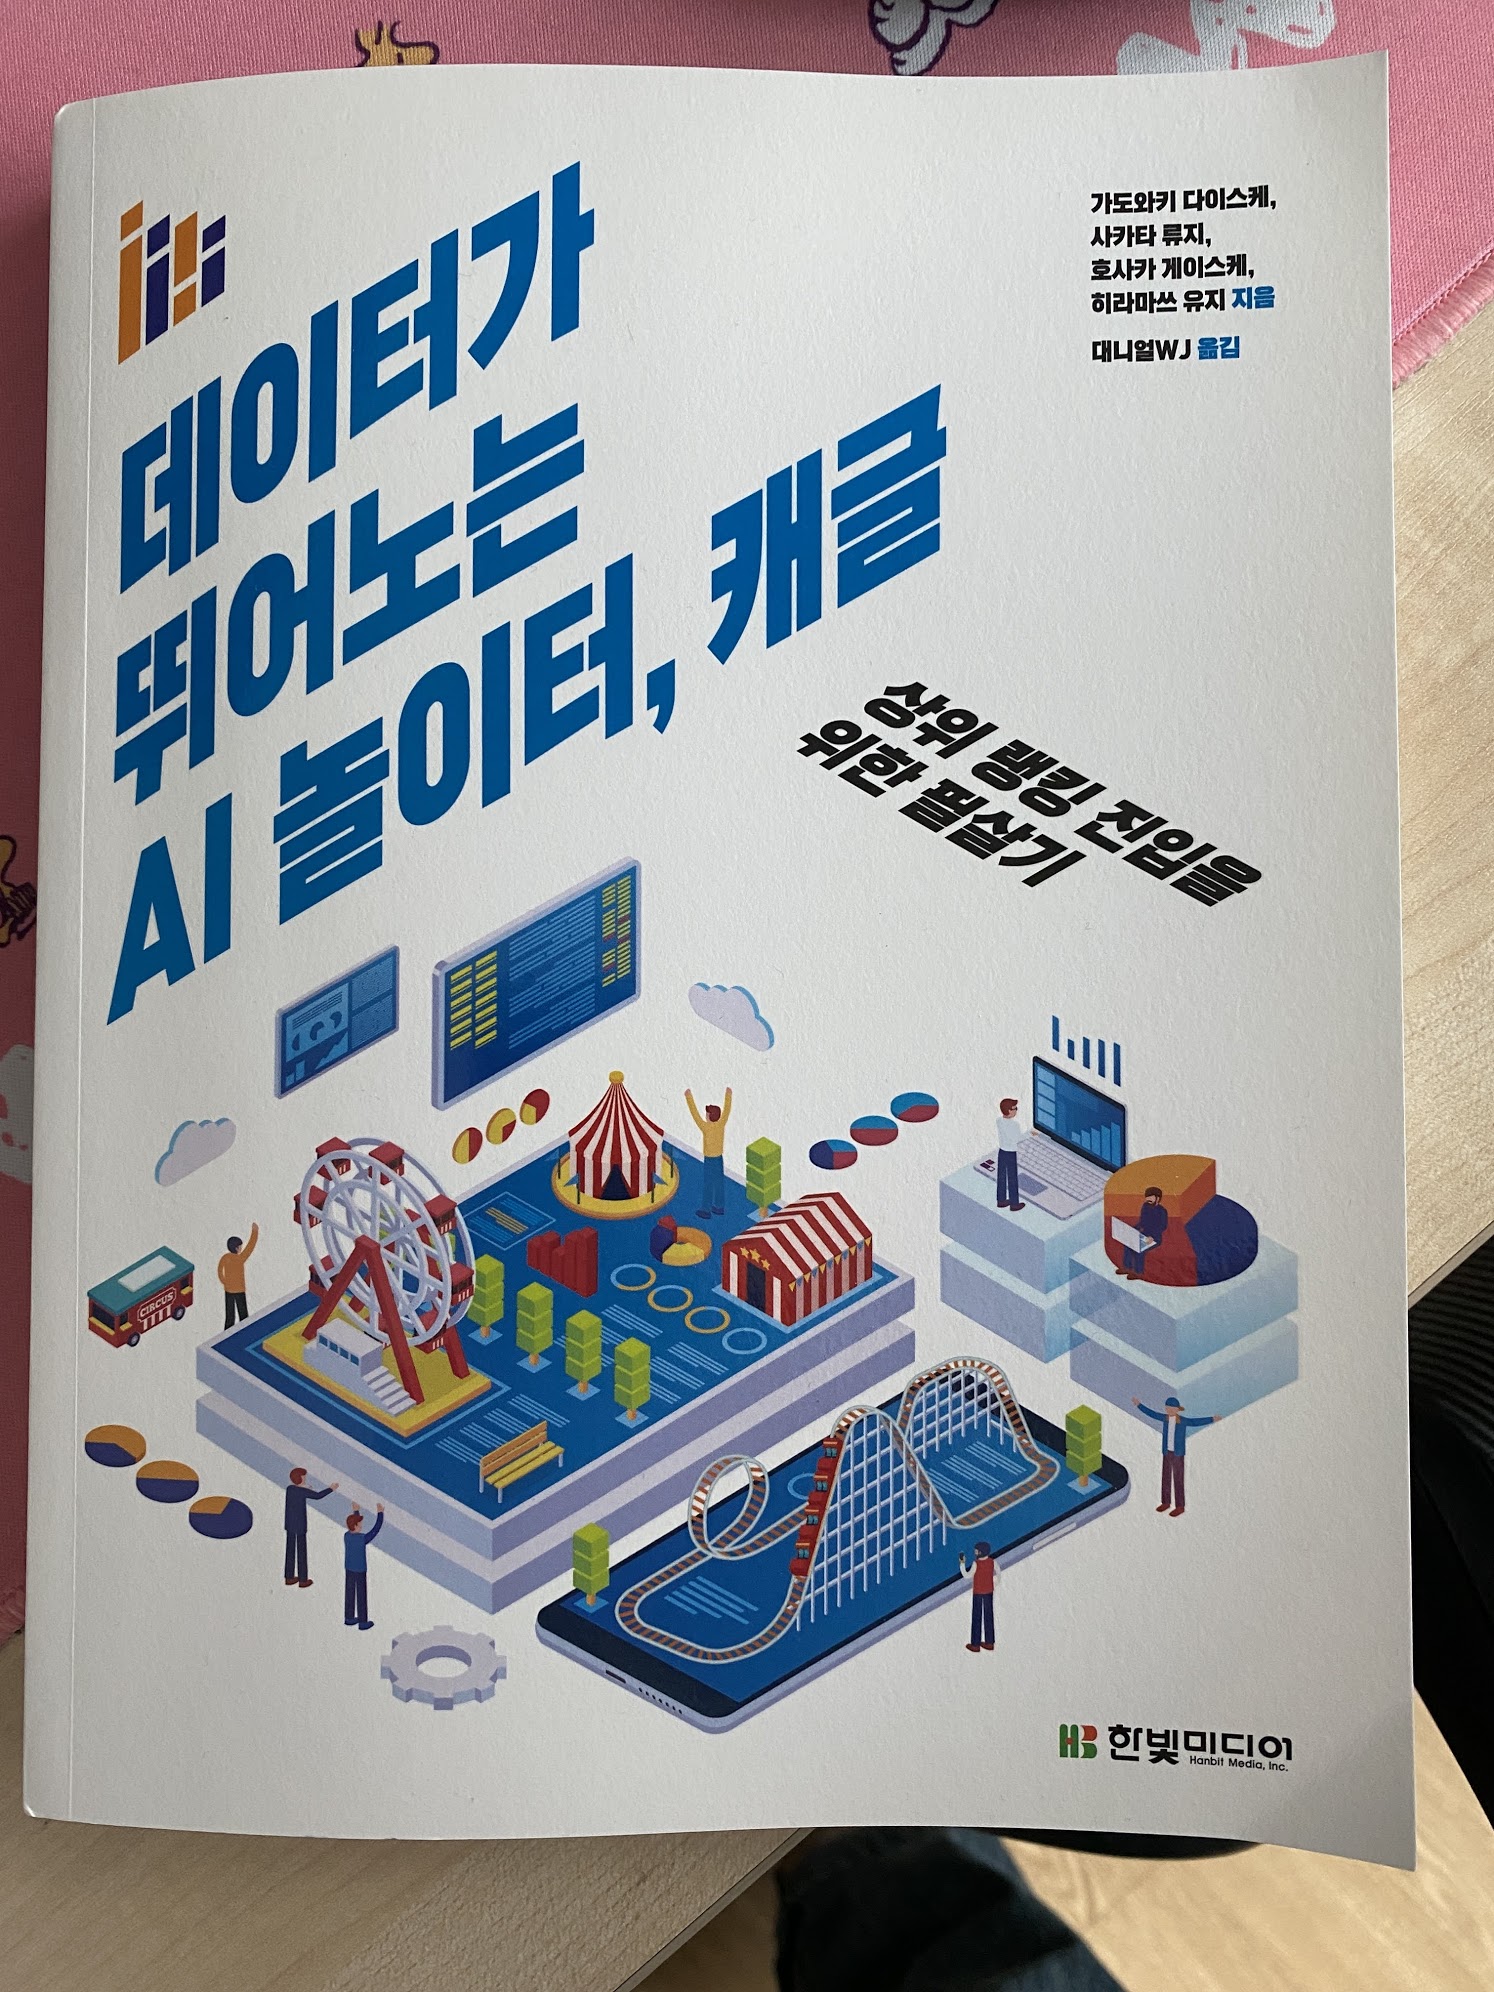 데이터가
뛰어노는
AI 놀이터, 캐글
상위 랭킹 진입을
위한 필살기
가도와키 다이스케,
사카타 류지,
호사카 게이스케,
히라마쓰 유지 지음
대니얼WJ 옮김
CIRCUS
HB 한빛미디어
Hanbit Media, Inc.